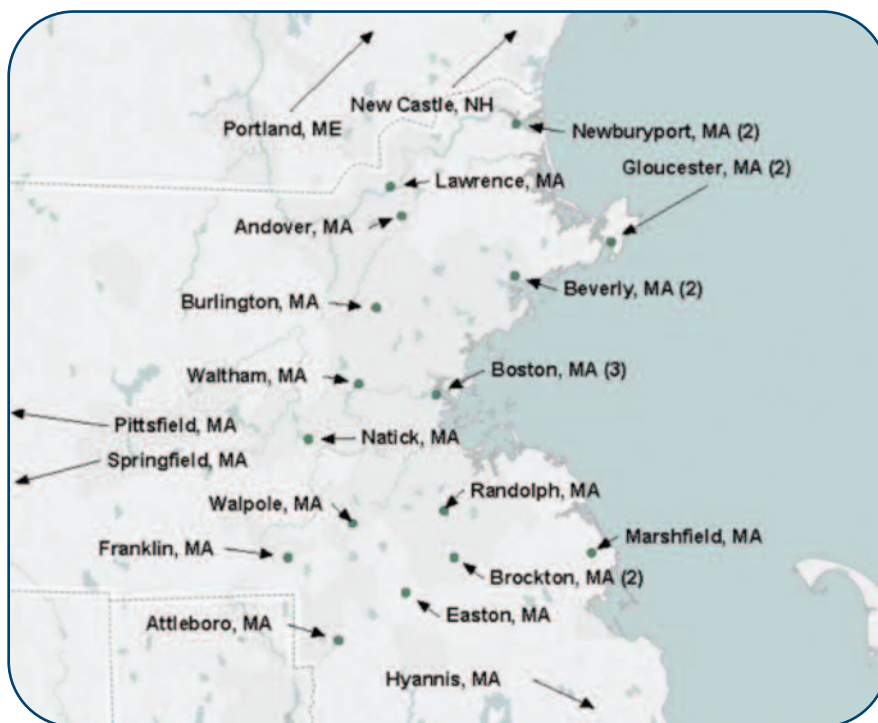 New Castle, NH
Portland, ME
Newburyport, MA (2)
Gloucester, MA (2)
Lawrence, MA
Andover, MA
Beverly, MA (2)
Burlington, MA
Boston, MA (3)
Waltham, MA
Pittsfield, MA
Natick, MA
Springfield, MA
Randolph, MA
Walpole, MA
Marshfield, MA
Franklin, MA
Brockton, MA (2)
Easton, MA
Attleboro, MA
Hyannis, MA